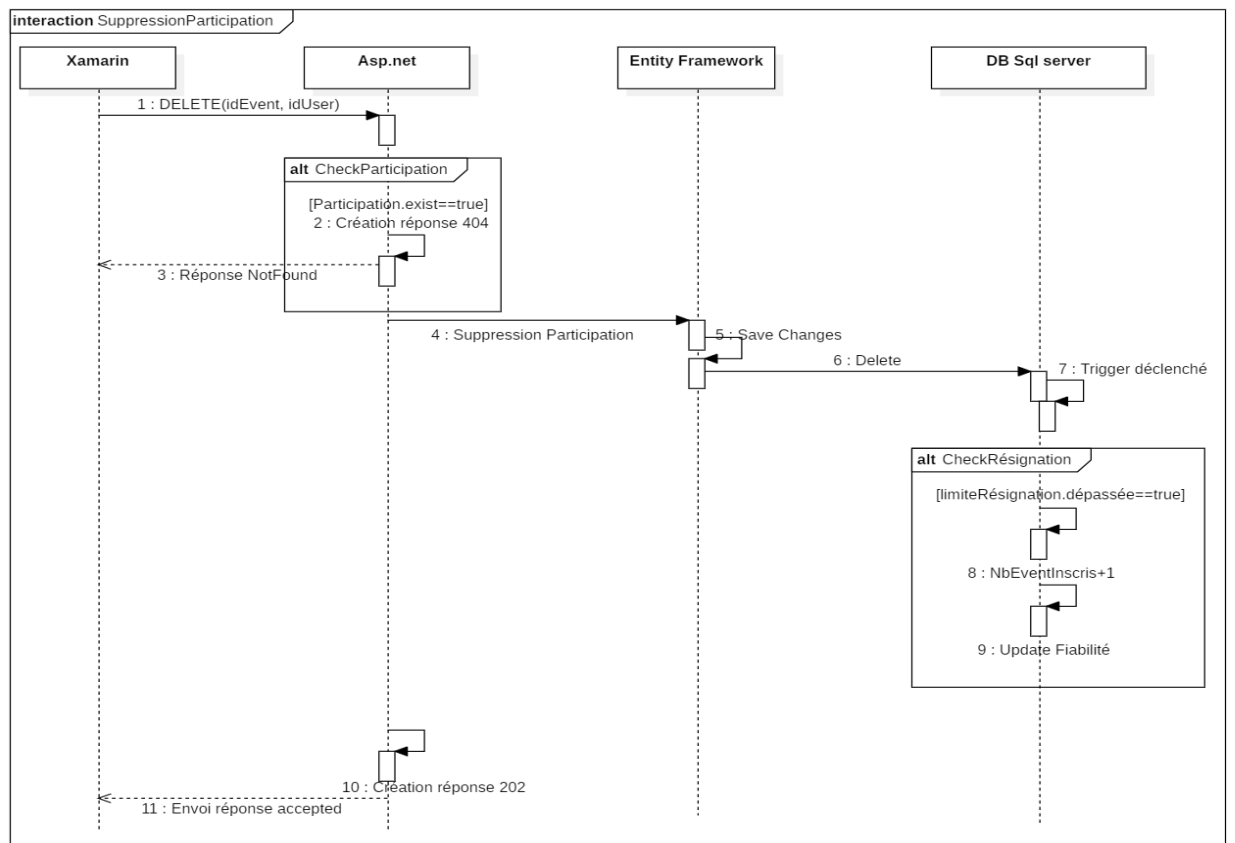 interaction SuppressionParticipation
Xamarin
Asp.net
Entity Framework
DB Sql server
1 : DELETE(idEvent, idUser)
alt CheckParticipation
[Participation.exist==true]
2 : Création réponse 404
3 : Réponse NotFound
4 : Suppression Participation
5 : Save Changes
6 : Delete
7 : Trigger déclenché
alt CheckRésignation
[limiteRésignation.dépassée==true]
8 : NbEventInscris+1
9 : Update Fiabilité
10 : Création réponse 202
11 : Envoi réponse accepted